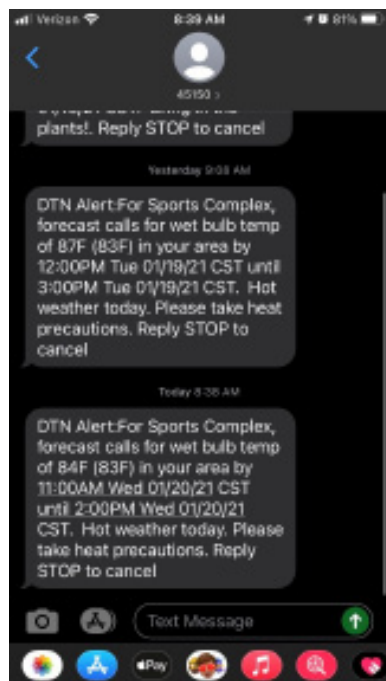 Verizon 8:39 AM 81%
45150 >
plants!. Reply STOP to cancel
Yesterday 9:08 AM
DTN Alert:For Sports Complex,
forecast calls for wet bulb temp
of 87F (83F) in your area by
12:00PM Tue 01/19/21 CST until
3:00PM Tue 01/19/21 CST. Hot
weather today. Please take heat
precautions. Reply STOP to
cancel
Today 8:38 AM
DTN Alert:For Sports Complex,
forecast calls for wet bulb temp
of 84F (83F) in your area by
11:00AM Wed 01/20/21 CST
until 2:00PM Wed 01/20/21
CST. Hot weather today. Please
take heat precautions. Reply
STOP to cancel
Text Message
Pay